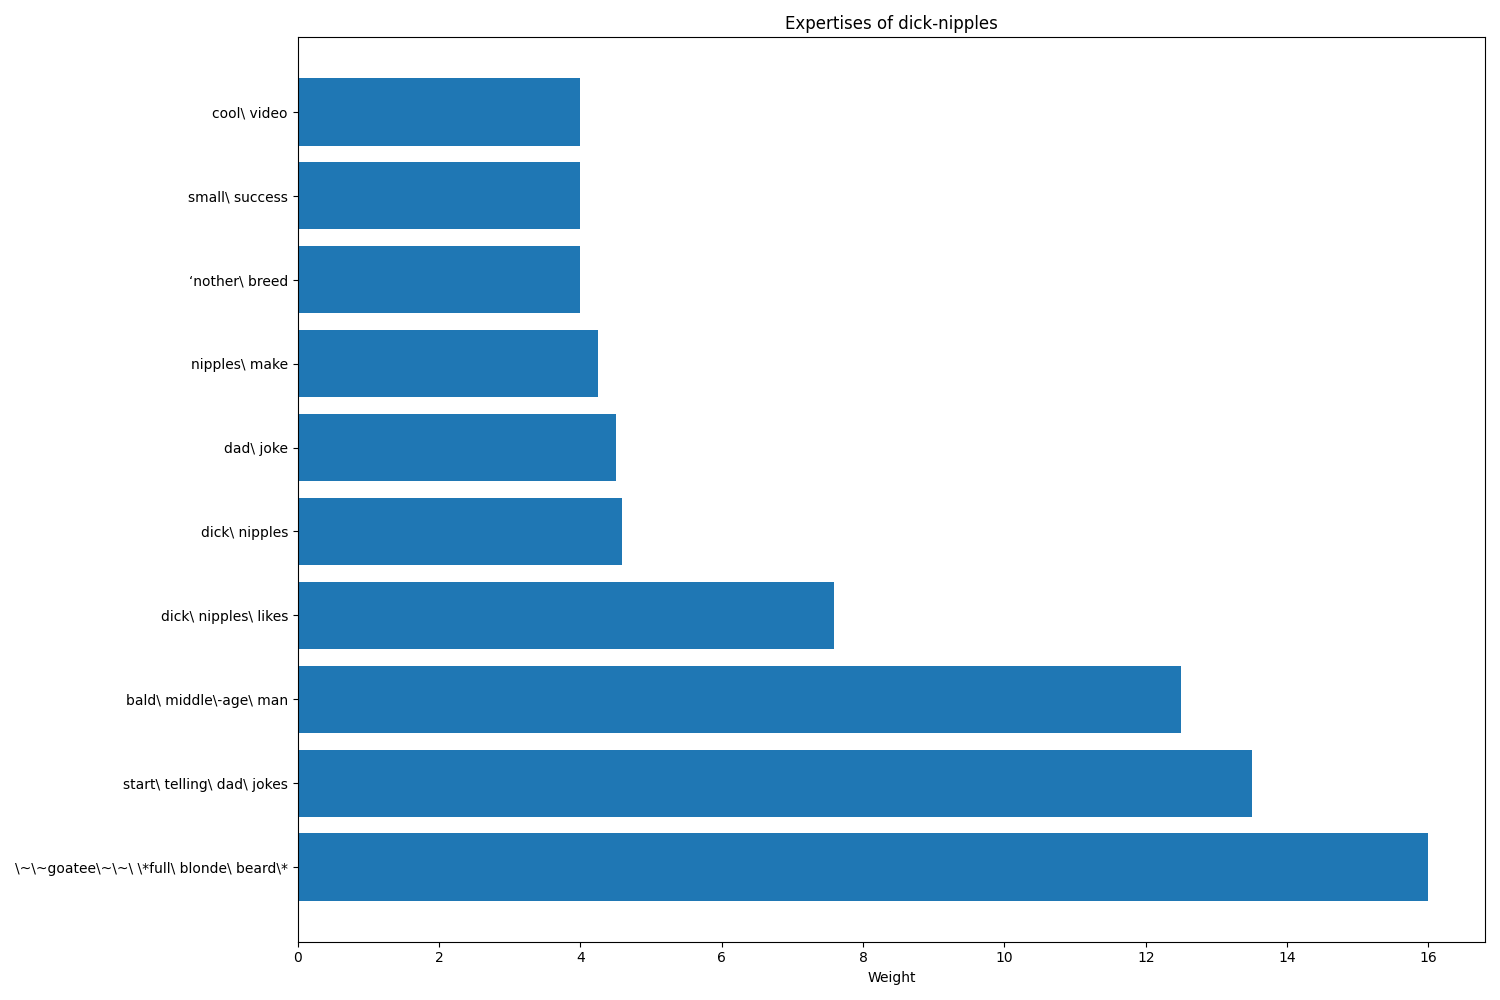 Expertises of dick-nipples
cool\ video
small\ success
‘nother\ breed
nipples\ make
dad\ joke
dick\ nipples
dick\ nipples\ likes
bald\ middle\-age\ man
start\ telling\ dad\ jokes
\~\~goatee\~\~\ \*full\ blonde\ beard\*
0 2 4 6 8 10 12 14 16
Weight